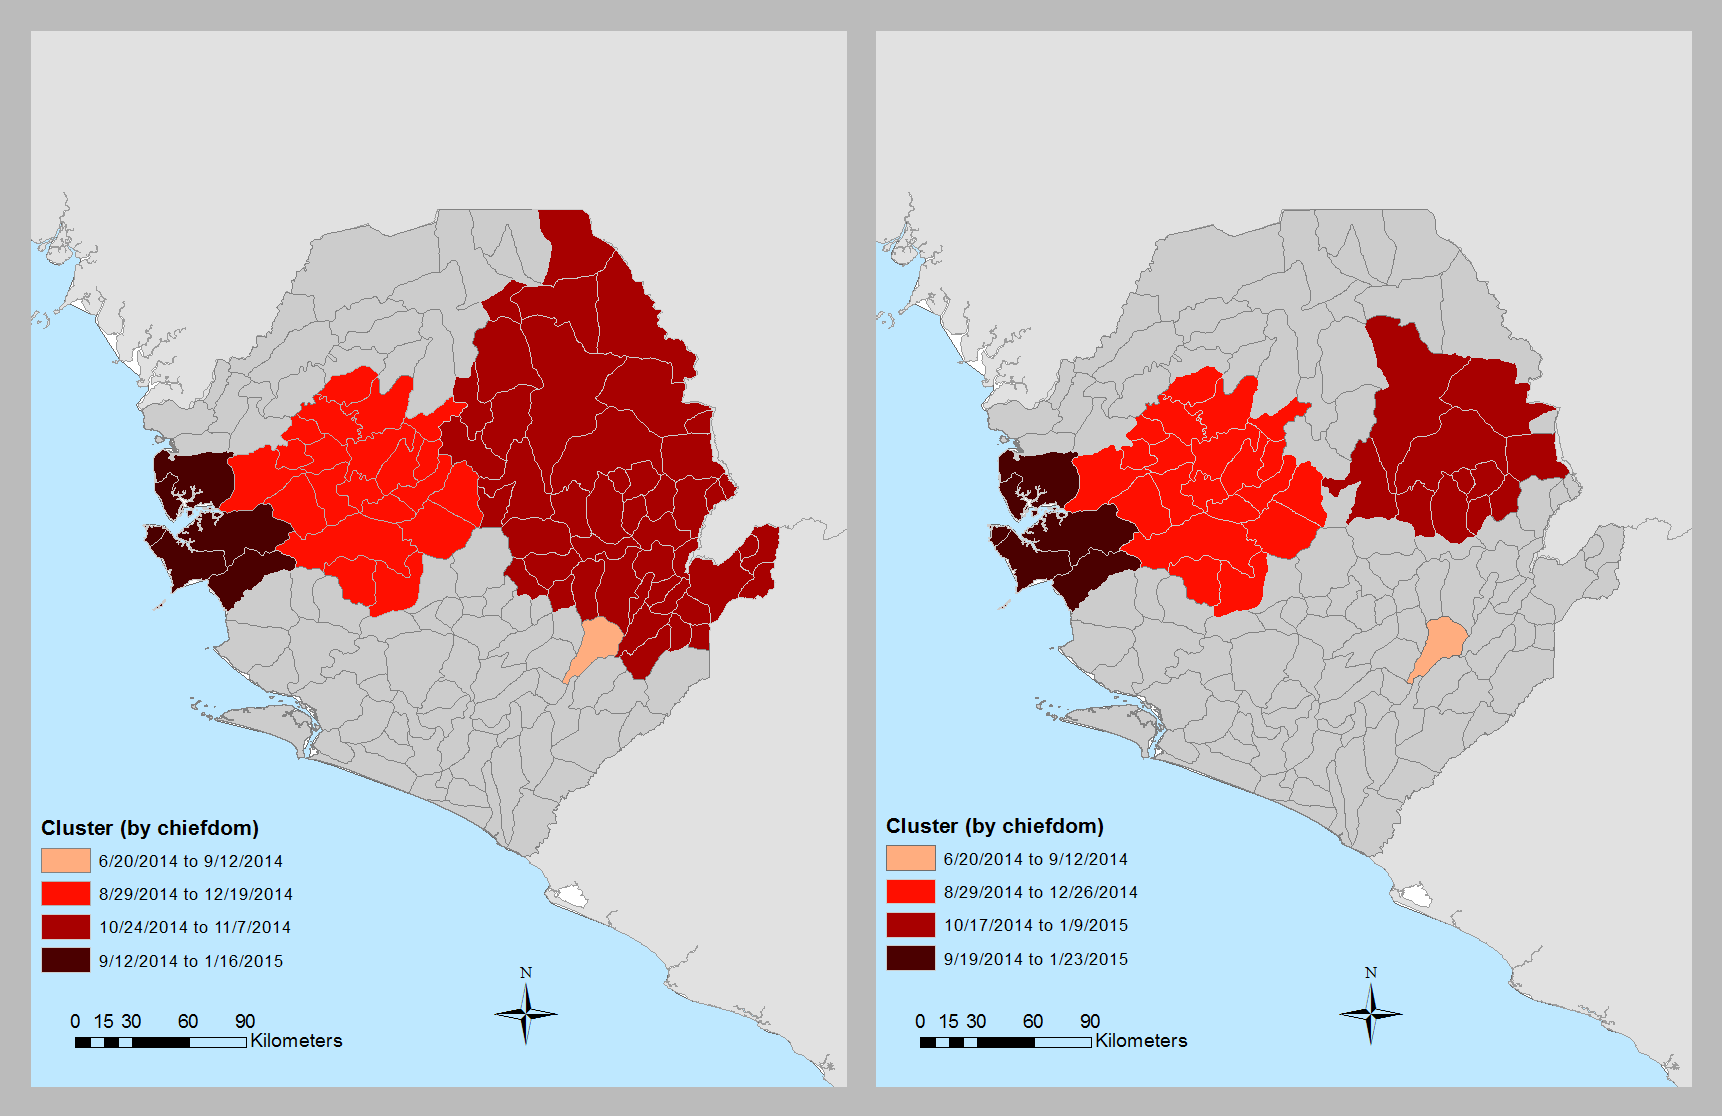 Cluster (by chiefdom)
6/20/2014 to 9/12/2014
8/29/2014 to 12/19/2014
10/24/2014 to 11/7/2014
9/12/2014 to 1/16/2015
N
0 15 30 60 90
Kilometers
Cluster (by chiefdom)
6/20/2014 to 9/12/2014
8/29/2014 to 12/26/2014
10/17/2014 to 1/9/2015
9/19/2014 to 1/23/2015
N
0 15 30 60 90
Kilometers